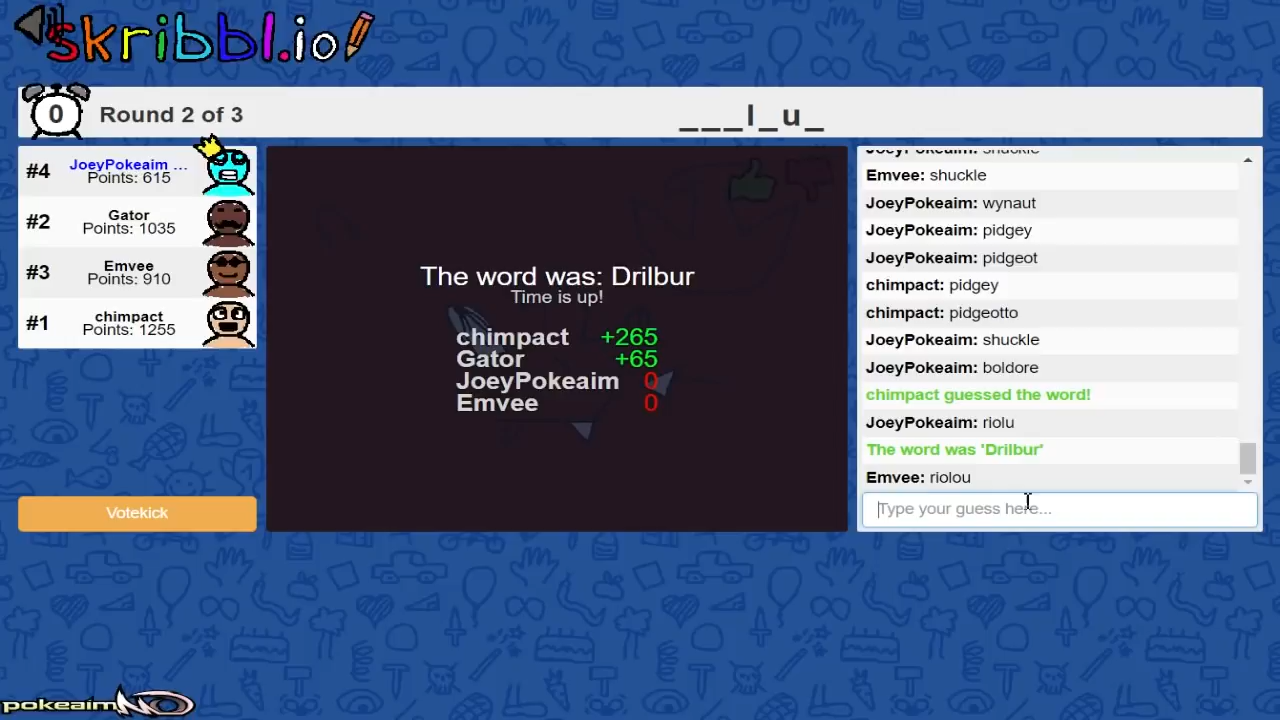 skribbl.io
0
Round 2 of 3
___l_u_
#4
JoeyPokeaim ...
Points: 615
#2
Gator
Points: 1035
#3
Emvee
Points: 910
#1
chimpact
Points: 1255
Votekick
The word was: Drilbur
Time is up!
chimpact +265
Gator +65
JoeyPokeaim 0
Emvee 0
JoeyPokeaim: shuckle
Emvee: shuckle
JoeyPokeaim: wynaut
JoeyPokeaim: pidgey
JoeyPokeaim: pidgeot
chimpact: pidgey
chimpact: pidgeotto
JoeyPokeaim: shuckle
JoeyPokeaim: boldore
chimpact guessed the word!
JoeyPokeaim: riolu
The word was 'Drilbur'
Emvee: riolou
Type your guess here...
pokeaim